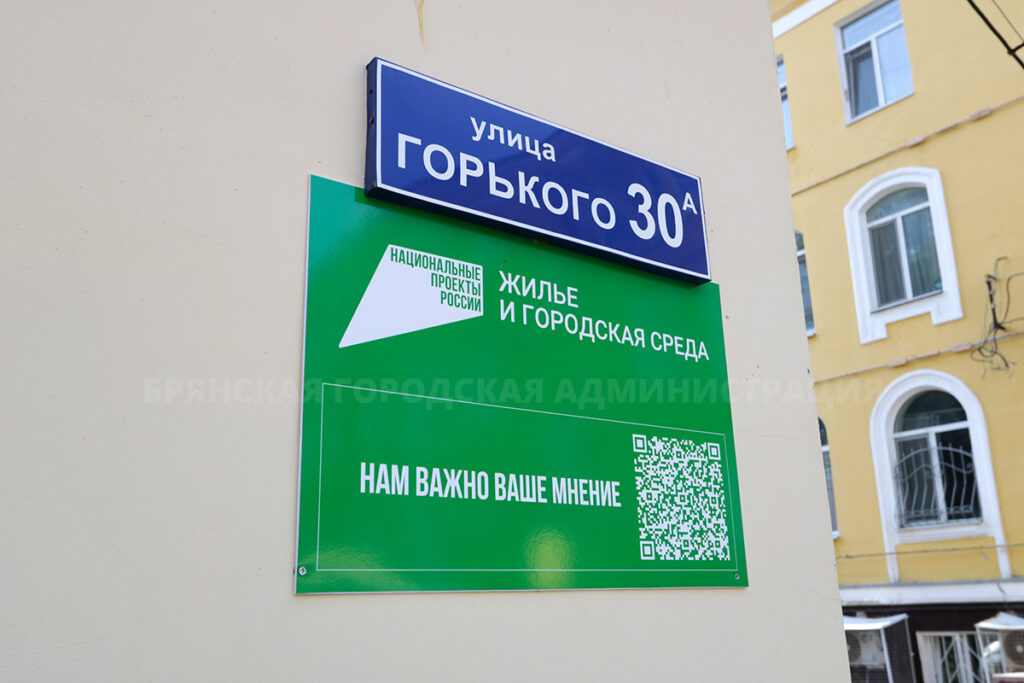 улица
ГОРЬКОГО 30А
НАЦИОНАЛЬНЫЕ
ПРОЕКТЫ
РОССИИ
ЖИЛЬЕ
И ГОРОДСКАЯ СРЕДА
БРЯНСКАЯ ГОРОДСКАЯ АДМИНИСТРАЦИЯ
НАМ ВАЖНО ВАШЕ МНЕНИЕ